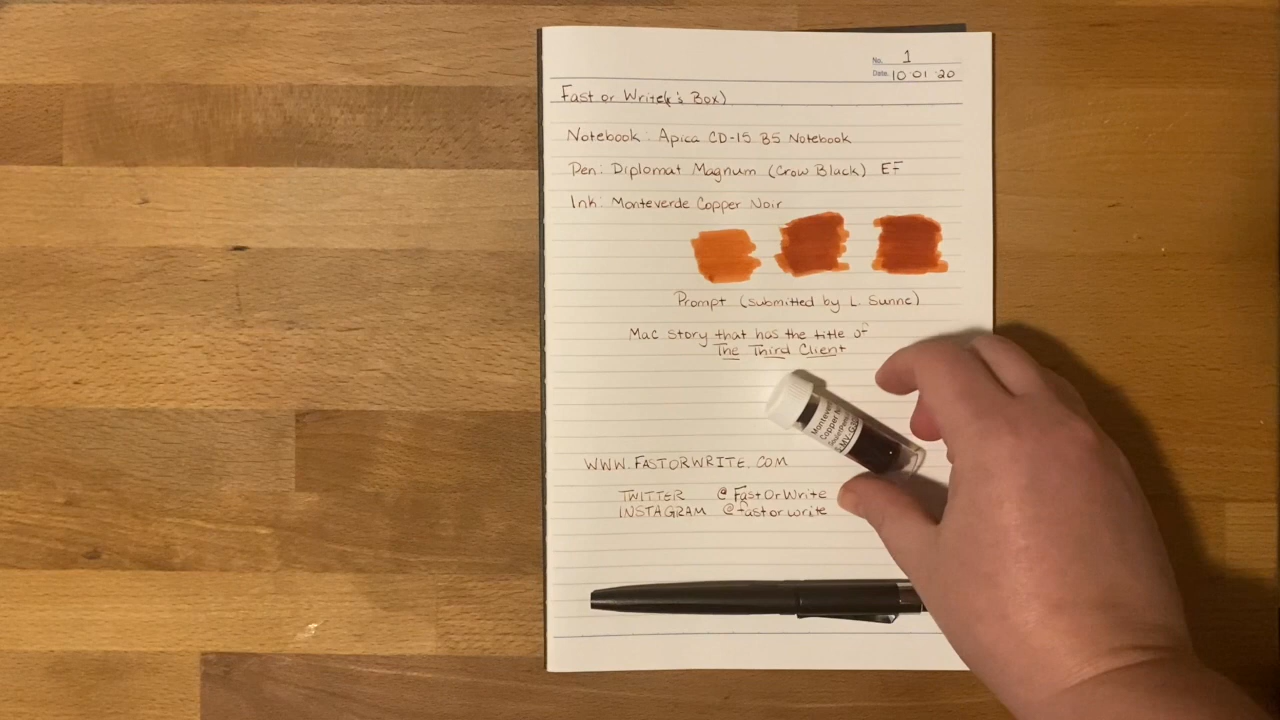 No. 1
Date. 10 01 20
Fast or Write(r's Box)
Notebook: Apica CD-15 B5 Notebook
Pen: Diplomat Magnum (Crow Black) EF
Ink: Monteverde Copper Noir
Prompt (submitted by L. Sunne)
Mac story that has the title of
The Third Client
Monteverd
Copper N
WWW.FASTORWRITE.COM
TWITTER @FastOrWrite
INSTAGRAM @fastorwrite